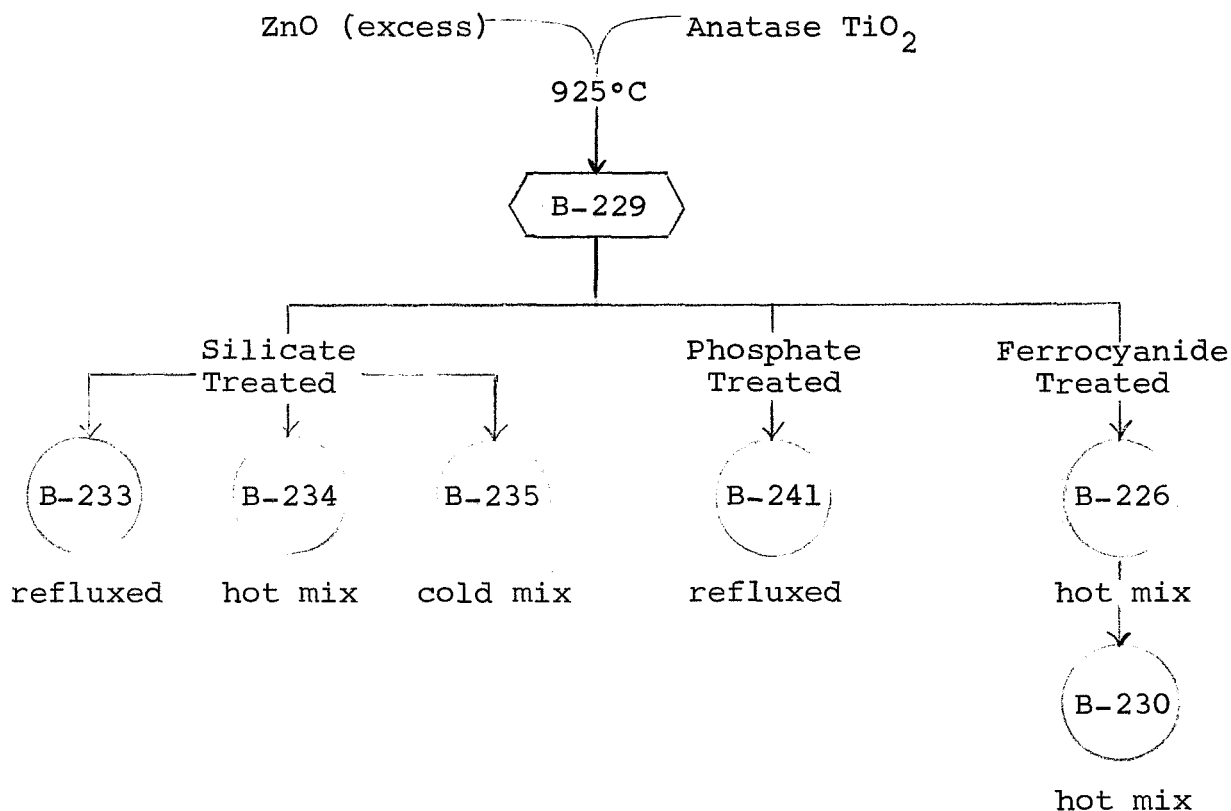 ZnO (excess) Anatase TiO₂
925°C
B-229
Silicate Treated
Phosphate Treated
Ferrocyanide Treated
B-233 B-234 B-235 B-241 B-226
refluxed hot mix cold mix refluxed hot mix
B-230
hot mix